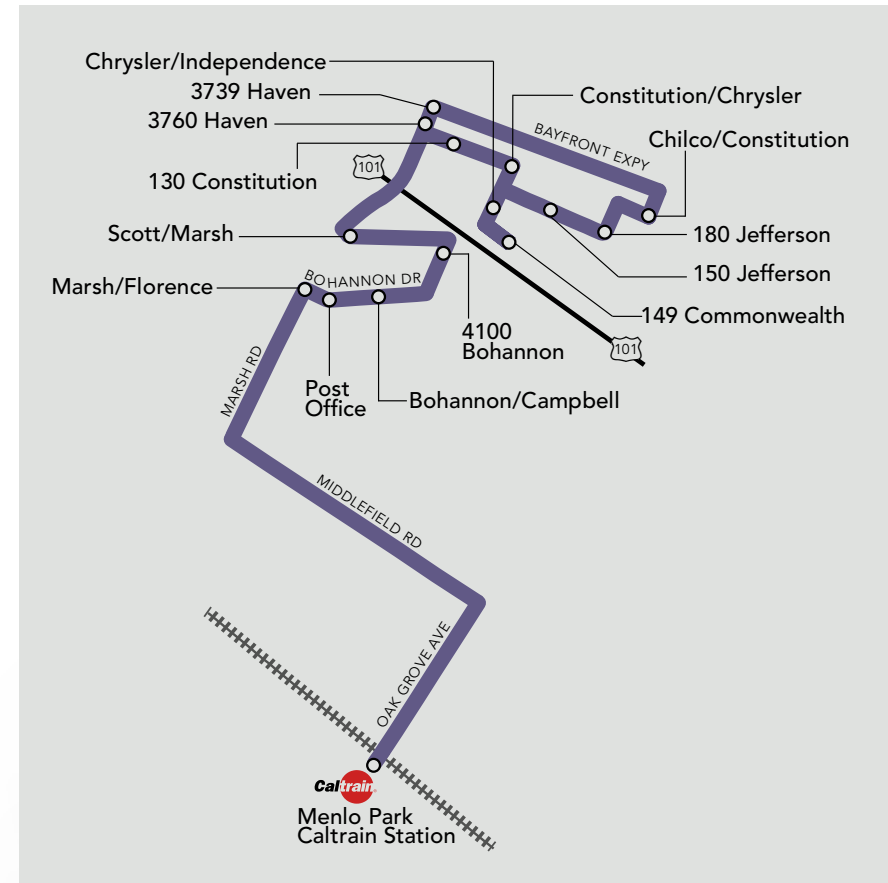 Chrysler/Independence
3739 Haven
3760 Haven
Constitution/Chrysler
BAYFRONT EXPY
Chilco/Constitution
101
130 Constitution
Scott/Marsh
180 Jefferson
150 Jefferson
Marsh/Florence
BOHANNON DR
149 Commonwealth
4100
Bohannon
101
Post
Office
Bohannon/Campbell
MARSH RD
MIDDLEFIELD RD
OAK GROVE AVE
Caltrain
Menlo Park
Caltrain Station